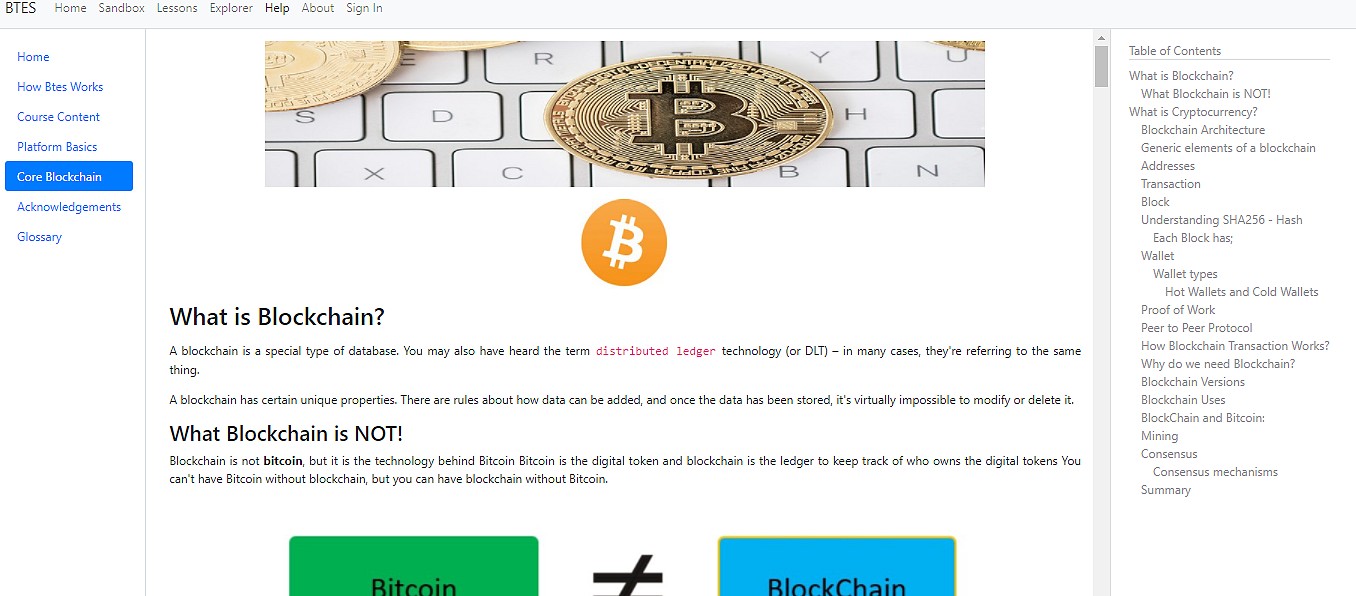 BTES Home Sandbox Lessons Explorer Help About Sign In
Home
How Btes Works
Course Content
Platform Basics
Core Blockchain
Acknowledgements
Glossary
E R T Y U
S D H
X C B N
What is Blockchain?
A blockchain is a special type of database. You may also have heard the term distributed ledger technology (or DLT) – in many cases, they're referring to the same
thing.
A blockchain has certain unique properties. There are rules about how data can be added, and once the data has been stored, it's virtually impossible to modify or delete it.
What Blockchain is NOT!
Blockchain is not bitcoin, but it is the technology behind Bitcoin Bitcoin is the digital token and blockchain is the ledger to keep track of who owns the digital tokens You
can't have Bitcoin without blockchain, but you can have blockchain without Bitcoin.
Bitcoin ≠ BlockChain
Table of Contents
What is Blockchain?
What Blockchain is NOT!
What is Cryptocurrency?
Blockchain Architecture
Generic elements of a blockchain
Addresses
Transaction
Block
Understanding SHA256 - Hash
Each Block has;
Wallet
Wallet types
Hot Wallets and Cold Wallets
Proof of Work
Peer to Peer Protocol
How Blockchain Transaction Works?
Why do we need Blockchain?
Blockchain Versions
Blockchain Uses
BlockChain and Bitcoin:
Mining
Consensus
Consensus mechanisms
Summary